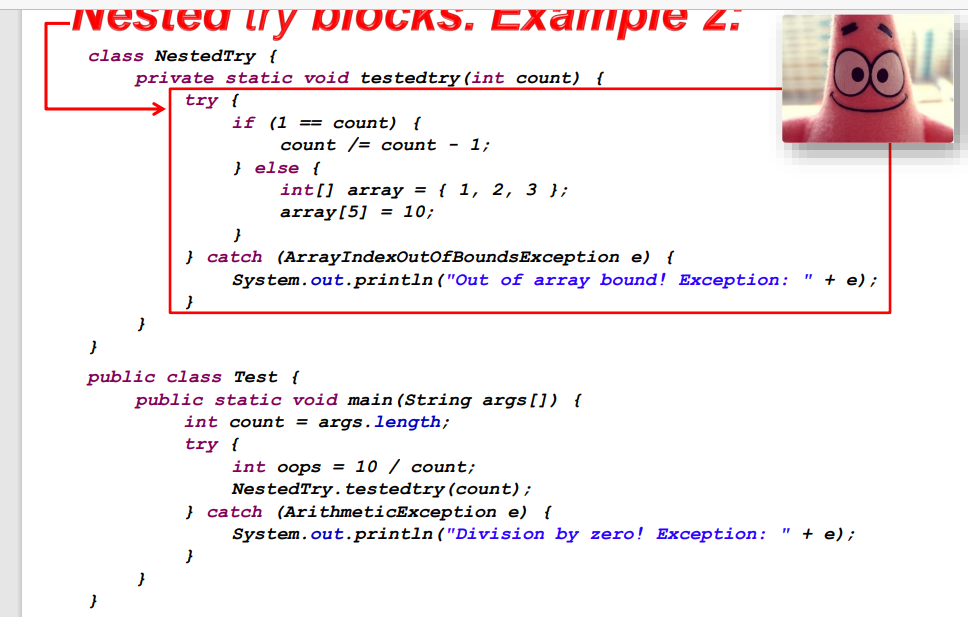 Nested try blocks. Example 2:
class NestedTry {
private static void testedtry(int count) {
try {
if (1 == count) {
count /= count - 1;
} else {
int[] array = { 1, 2, 3 };
array[5] = 10;
}
} catch (ArrayIndexOutOfBoundsException e) {
System.out.println("Out of array bound! Exception: " + e);
}
}
}
public class Test {
public static void main(String args[]) {
int count = args.length;
try {
int oops = 10 / count;
NestedTry.testedtry(count);
} catch (ArithmeticException e) {
System.out.println("Division by zero! Exception: " + e);
}
}
}